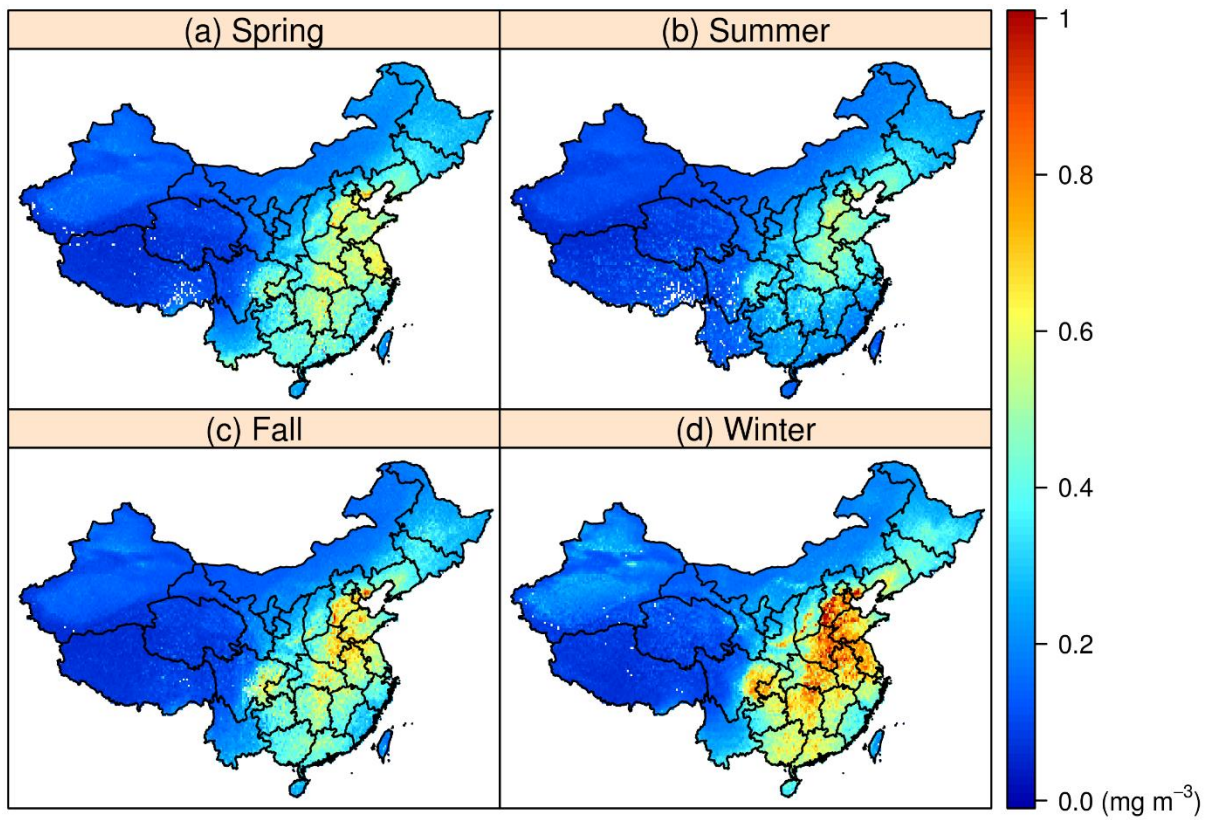 (a) Spring
(b) Summer
(c) Fall
(d) Winter
1
0.8
0.6
0.4
0.2
0.0 (mg m⁻³)